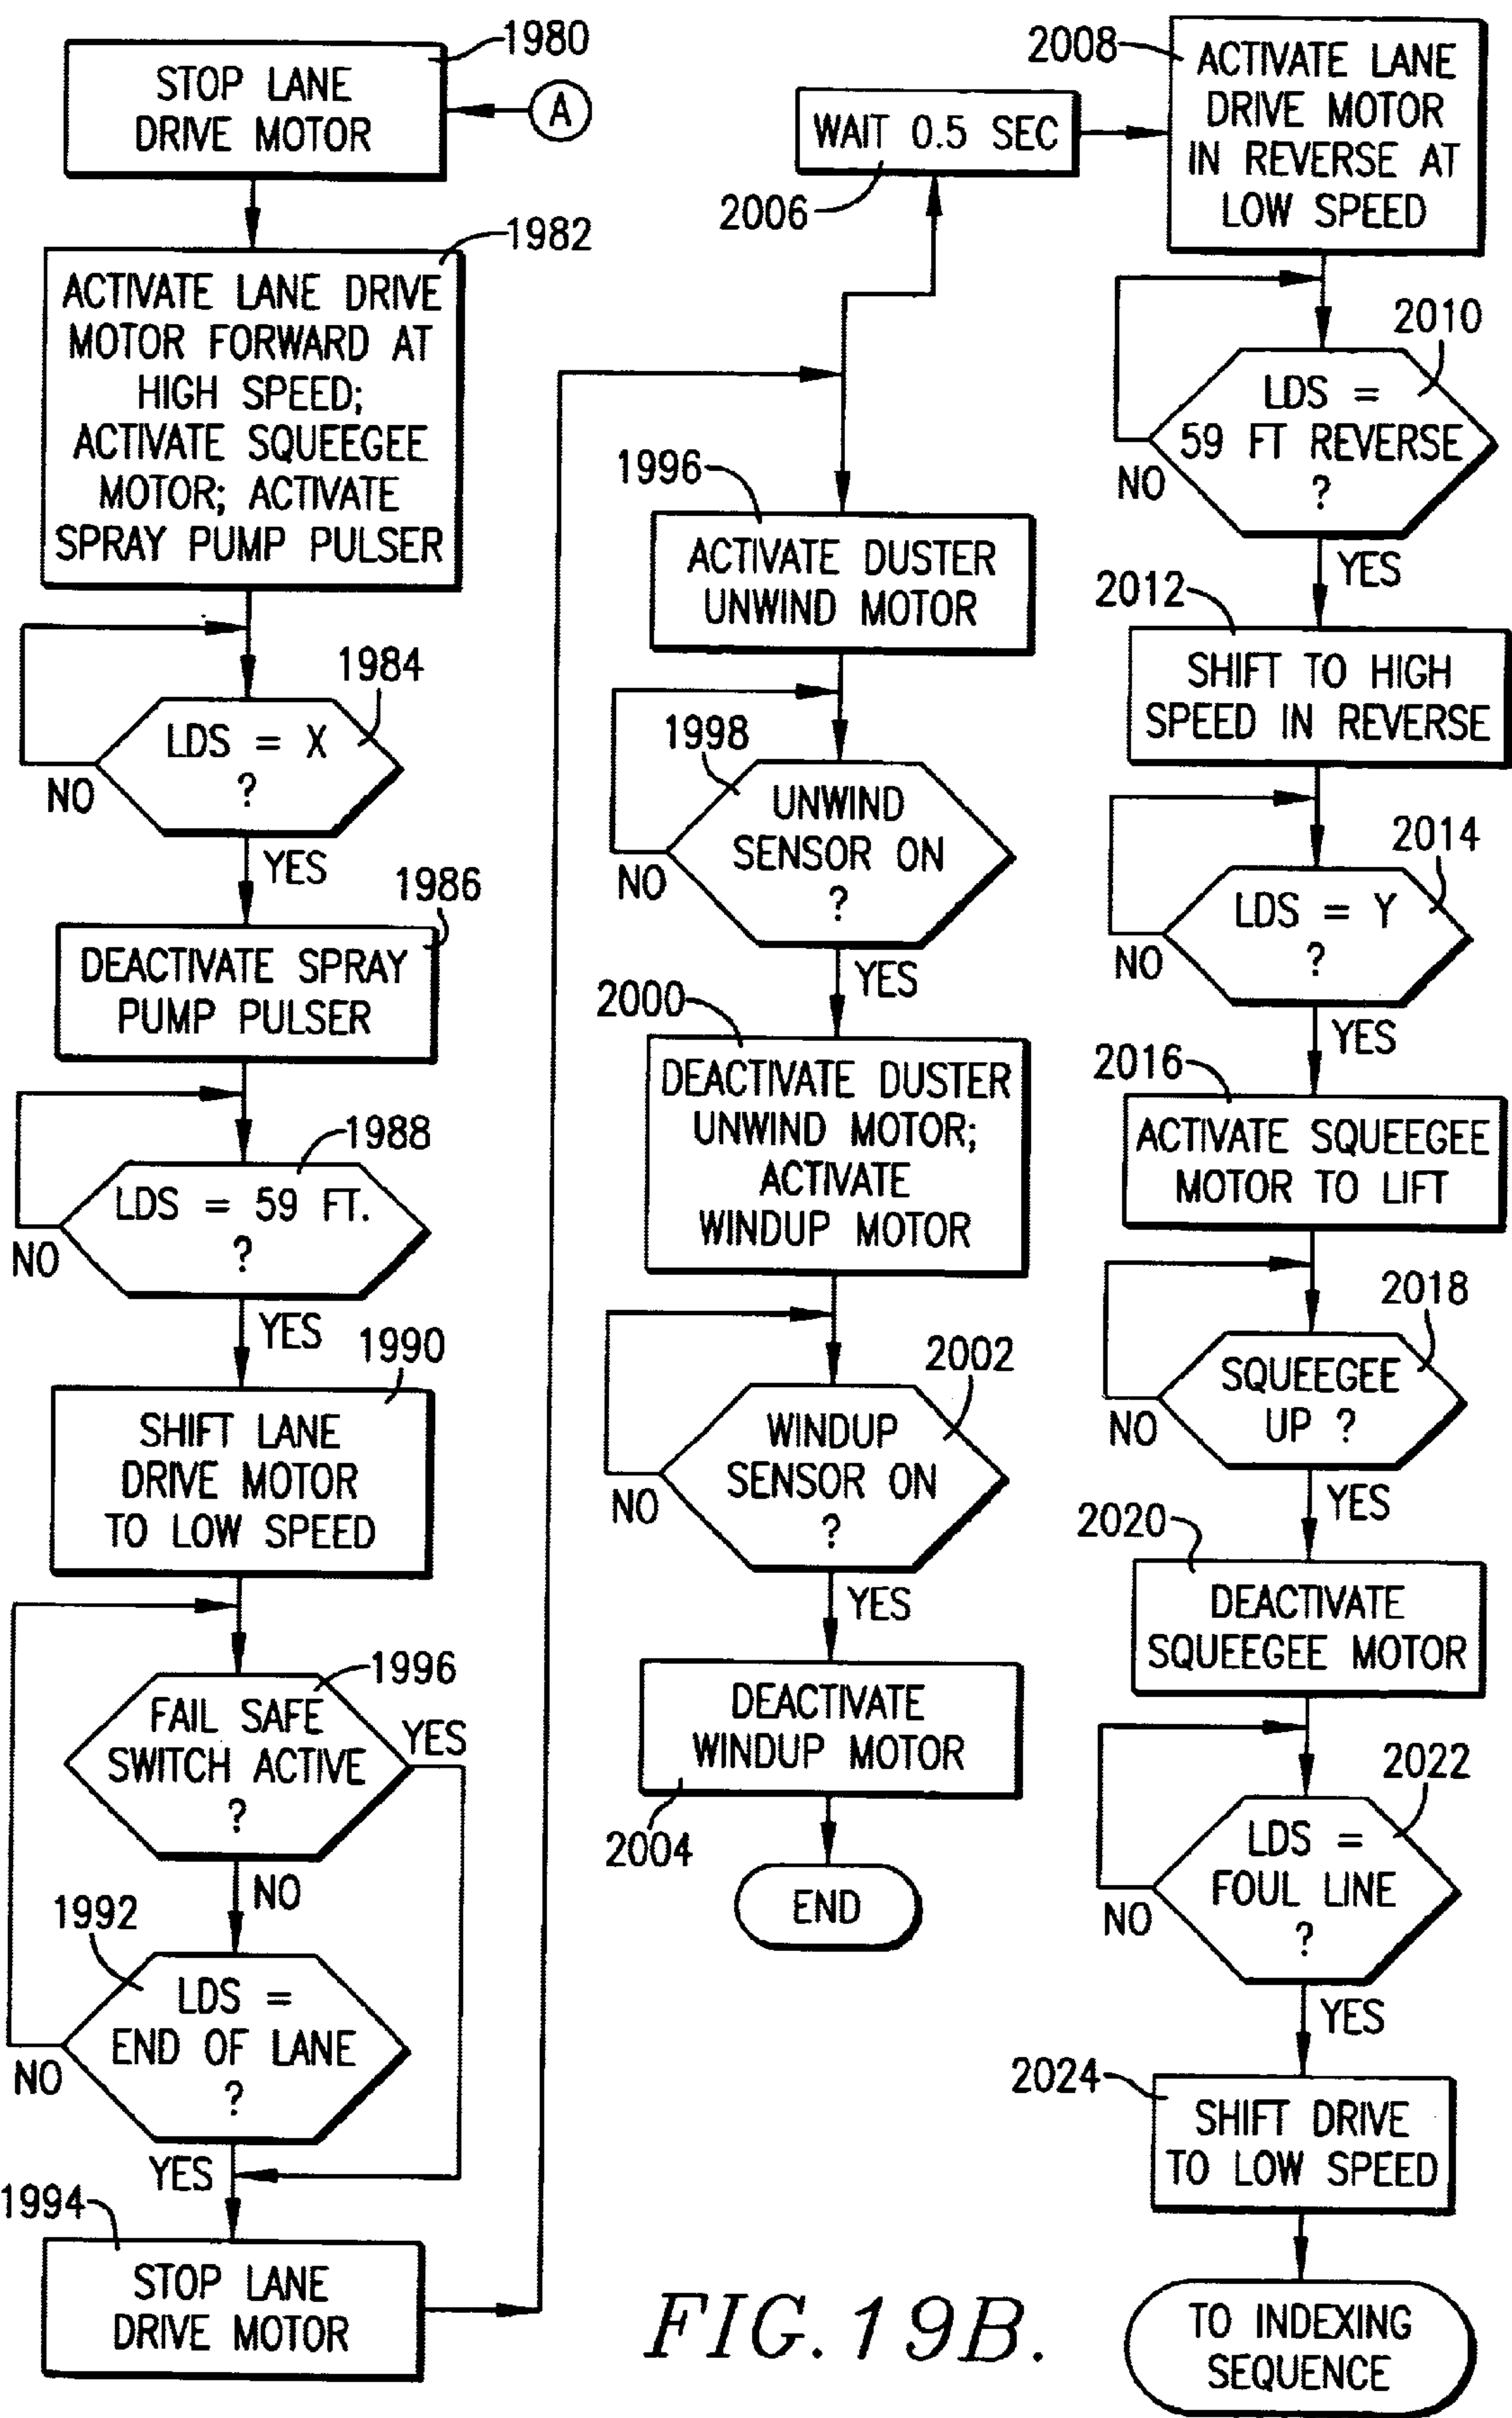 1980
STOP LANE
DRIVE MOTOR
A
1982
ACTIVATE LANE DRIVE
MOTOR FORWARD AT
HIGH SPEED;
ACTIVATE SQUEEGEE
MOTOR; ACTIVATE
SPRAY PUMP PULSER
1984
LDS = X
?
NO
YES
1986
DEACTIVATE SPRAY
PUMP PULSER
1988
LDS = 59 FT.
?
NO
YES
1990
SHIFT LANE
DRIVE MOTOR
TO LOW SPEED
1996
FAIL SAFE
SWITCH ACTIVE
?
YES
NO
1992
LDS =
END OF LANE
?
NO
YES
1994
STOP LANE
DRIVE MOTOR
WAIT 0.5 SEC
2006
1996
ACTIVATE DUSTER
UNWIND MOTOR
1998
UNWIND
SENSOR ON
?
NO
YES
2000
DEACTIVATE DUSTER
UNWIND MOTOR;
ACTIVATE
WINDUP MOTOR
2002
WINDUP
SENSOR ON
?
NO
YES
DEACTIVATE
WINDUP MOTOR
2004
END
2008
ACTIVATE LANE
DRIVE MOTOR
IN REVERSE AT
LOW SPEED
2010
LDS =
59 FT REVERSE
?
NO
YES
2012
SHIFT TO HIGH
SPEED IN REVERSE
2014
LDS = Y
?
NO
YES
2016
ACTIVATE SQUEEGEE
MOTOR TO LIFT
2018
SQUEEGEE
UP ?
NO
YES
2020
DEACTIVATE
SQUEEGEE MOTOR
2022
LDS =
FOUL LINE
?
NO
YES
2024
SHIFT DRIVE
TO LOW SPEED
TO INDEXING
SEQUENCE
FIG. 19B.